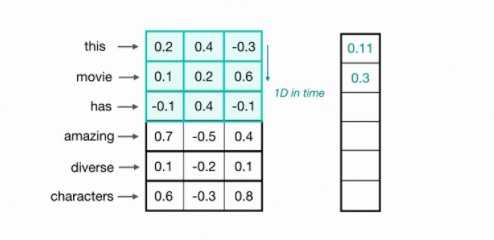 this 0.2 0.4 -0.3 0.11
movie 0.1 0.2 0.6 0.3
1D in time
has -0.1 0.4 -0.1
amazing 0.7 -0.5 0.4
diverse 0.1 -0.2 0.1
characters 0.6 -0.3 0.8